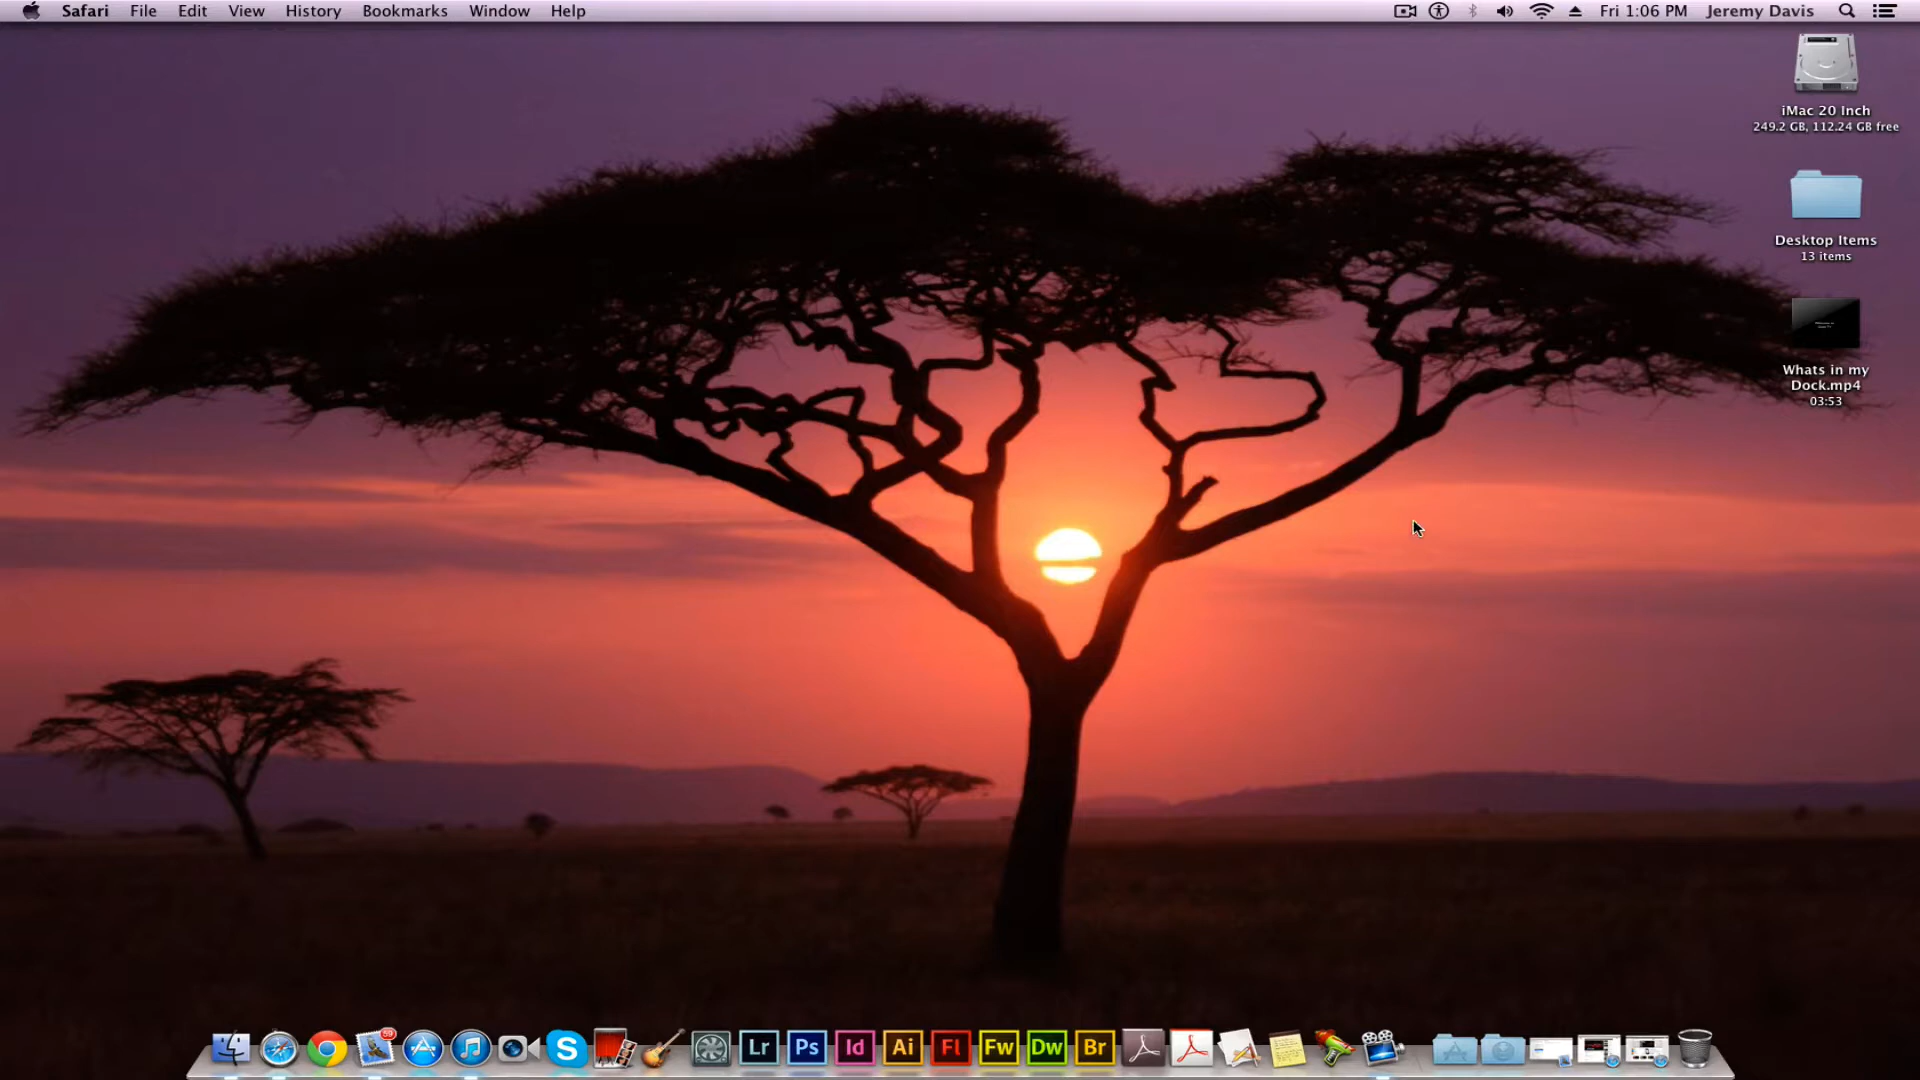 Safari File Edit View History Bookmarks Window Help Fri 1:06 PM Jeremy Davis
iMac 20 Inch
249.2 GB, 112.24 GB free
Desktop Items
13 items
Whats in my
Dock.mp4
03:53
Lr Ps Id Ai Fl Fw Dw Br